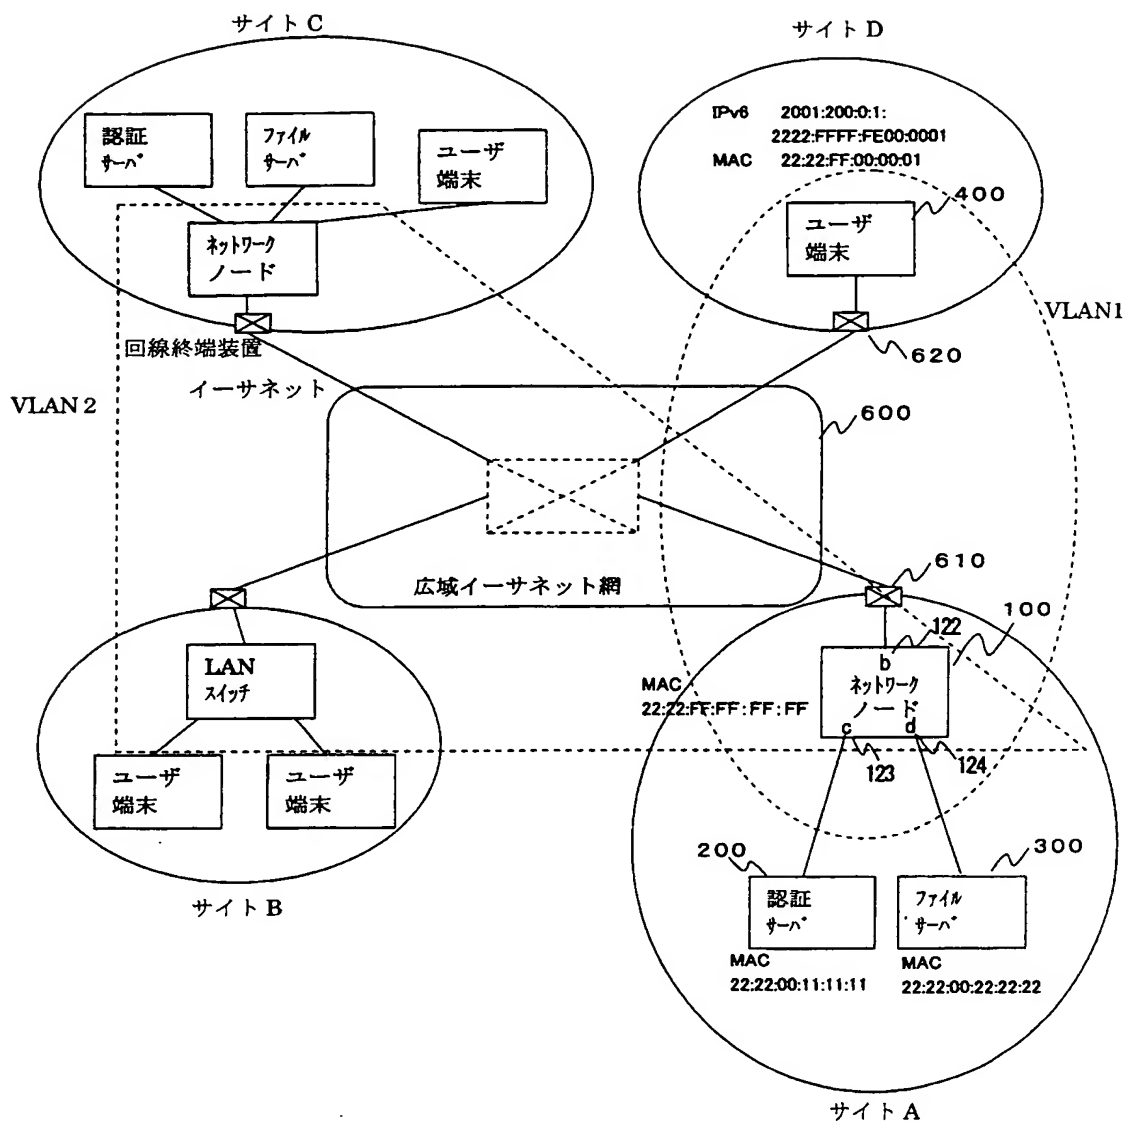 サイト C
サイト D
認証
サーバ
ファイル
サーバ
ユーザ
端末
ネットワーク
ノード
回線終端装置
イーサネット
VLAN 2
IPv6 2001:200:0:1:
2222:FFFF:FE00:0001
MAC 22:22:FF:00:00:01
400
ユーザ
端末
VLAN1
620
600
広域イーサネット網
610
100
122
b
ネットワーク
ノード
c
d
MAC
22:22:FF:FF:FF:FF
123
124
LAN
スイッチ
ユーザ
端末
ユーザ
端末
サイト B
200
認証
サーバ
MAC
22:22:00:11:11:11
300
ファイル
サーバ
MAC
22:22:00:22:22:22
サイト A